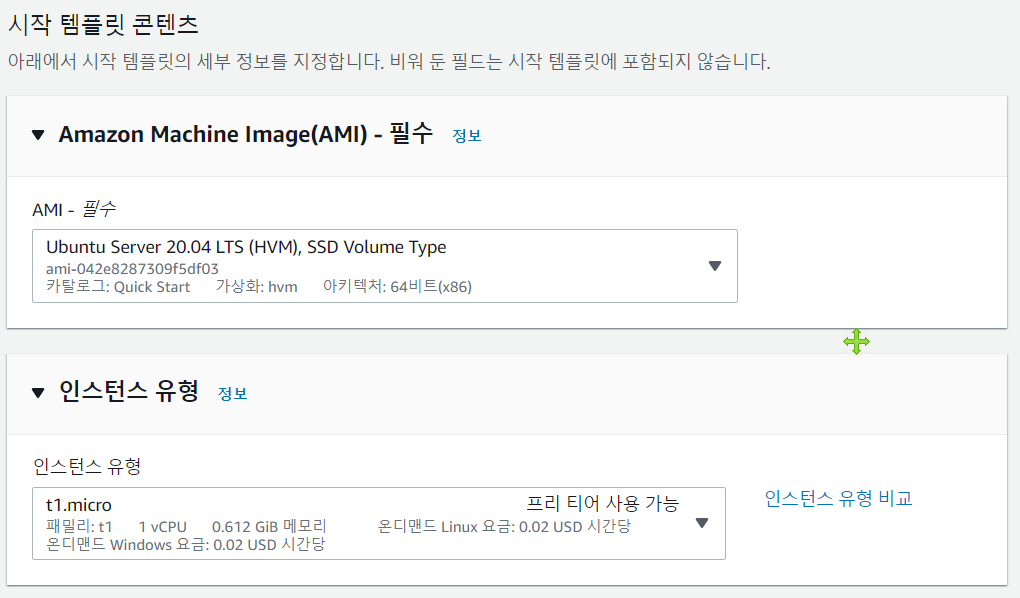 시작 템플릿 콘텐츠
아래에서 시작 템플릿의 세부 정보를 지정합니다. 비워 둔 필드는 시작 템플릿에 포함되지 않습니다.
Amazon Machine Image(AMI) - 필수 정보
AMI - 필수
Ubuntu Server 20.04 LTS (HVM), SSD Volume Type
ami-042e8287309f5df03
카탈로그: Quick Start 가상화: hvm 아키텍처: 64비트(x86)
인스턴스 유형 정보
인스턴스 유형
t1.micro 프리 티어 사용 가능
패밀리: t1 1 vCPU 0.612 GiB 메모리 온디맨드 Linux 요금: 0.02 USD 시간당
온디맨드 Windows 요금: 0.02 USD 시간당
인스턴스 유형 비교